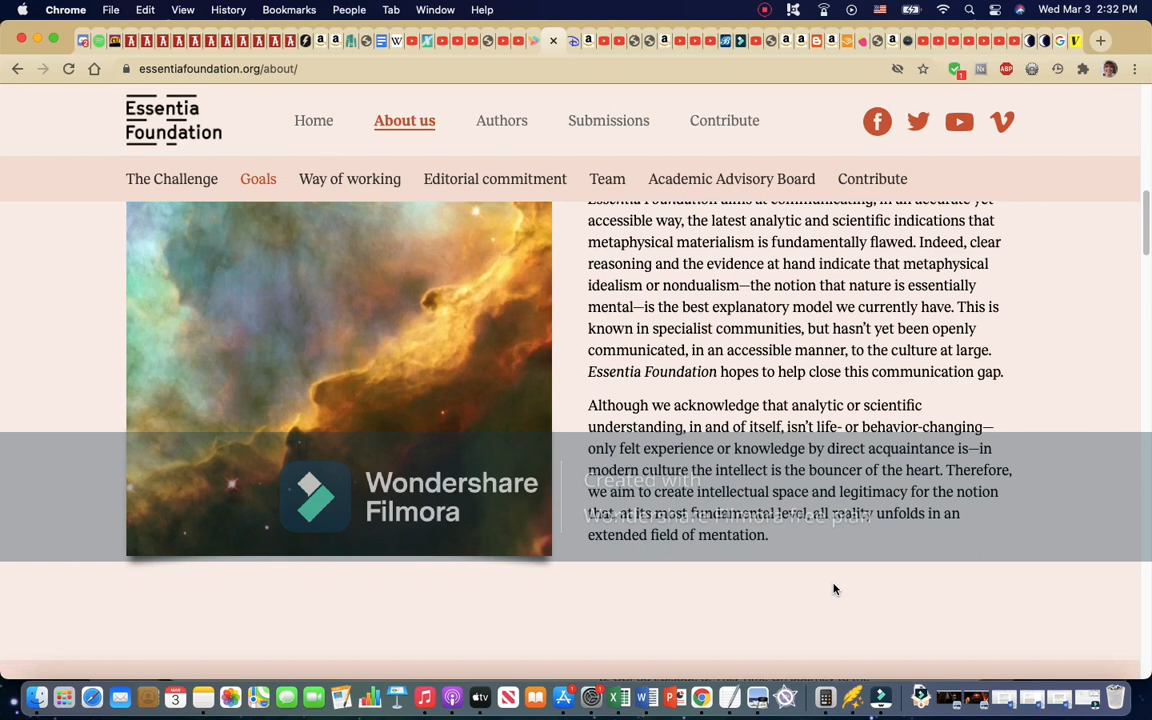 Chrome File Edit View History Bookmarks People Tab Window Help Wed Mar 3 2:32 PM
essentiafoundation.org/about/
Essentia
Foundation
Home About us Authors Submissions Contribute
The Challenge Goals Way of working Editorial commitment Team Academic Advisory Board Contribute
Essentia Foundation aims at communicating, in an accurate yet
accessible way, the latest analytic and scientific indications that
metaphysical materialism is fundamentally flawed. Indeed, clear
reasoning and the evidence at hand indicate that metaphysical
idealism or nondualism—the notion that nature is essentially
mental—is the best explanatory model we currently have. This is
known in specialist communities, but hasn't yet been openly
communicated, in an accessible manner, to the culture at large.
Essentia Foundation hopes to help close this communication gap.
Although we acknowledge that analytic or scientific
understanding, in and of itself, isn't life- or behavior-changing—
only felt experience or knowledge by direct acquaintance is—in
modern culture the intellect is the bouncer of the heart. Therefore,
we aim to create intellectual space and legitimacy for the notion
that, at its most fundamental level, all reality unfolds in an
extended field of mentation.
Wondershare
Filmora
Created with
Wondershare Filmora free plan